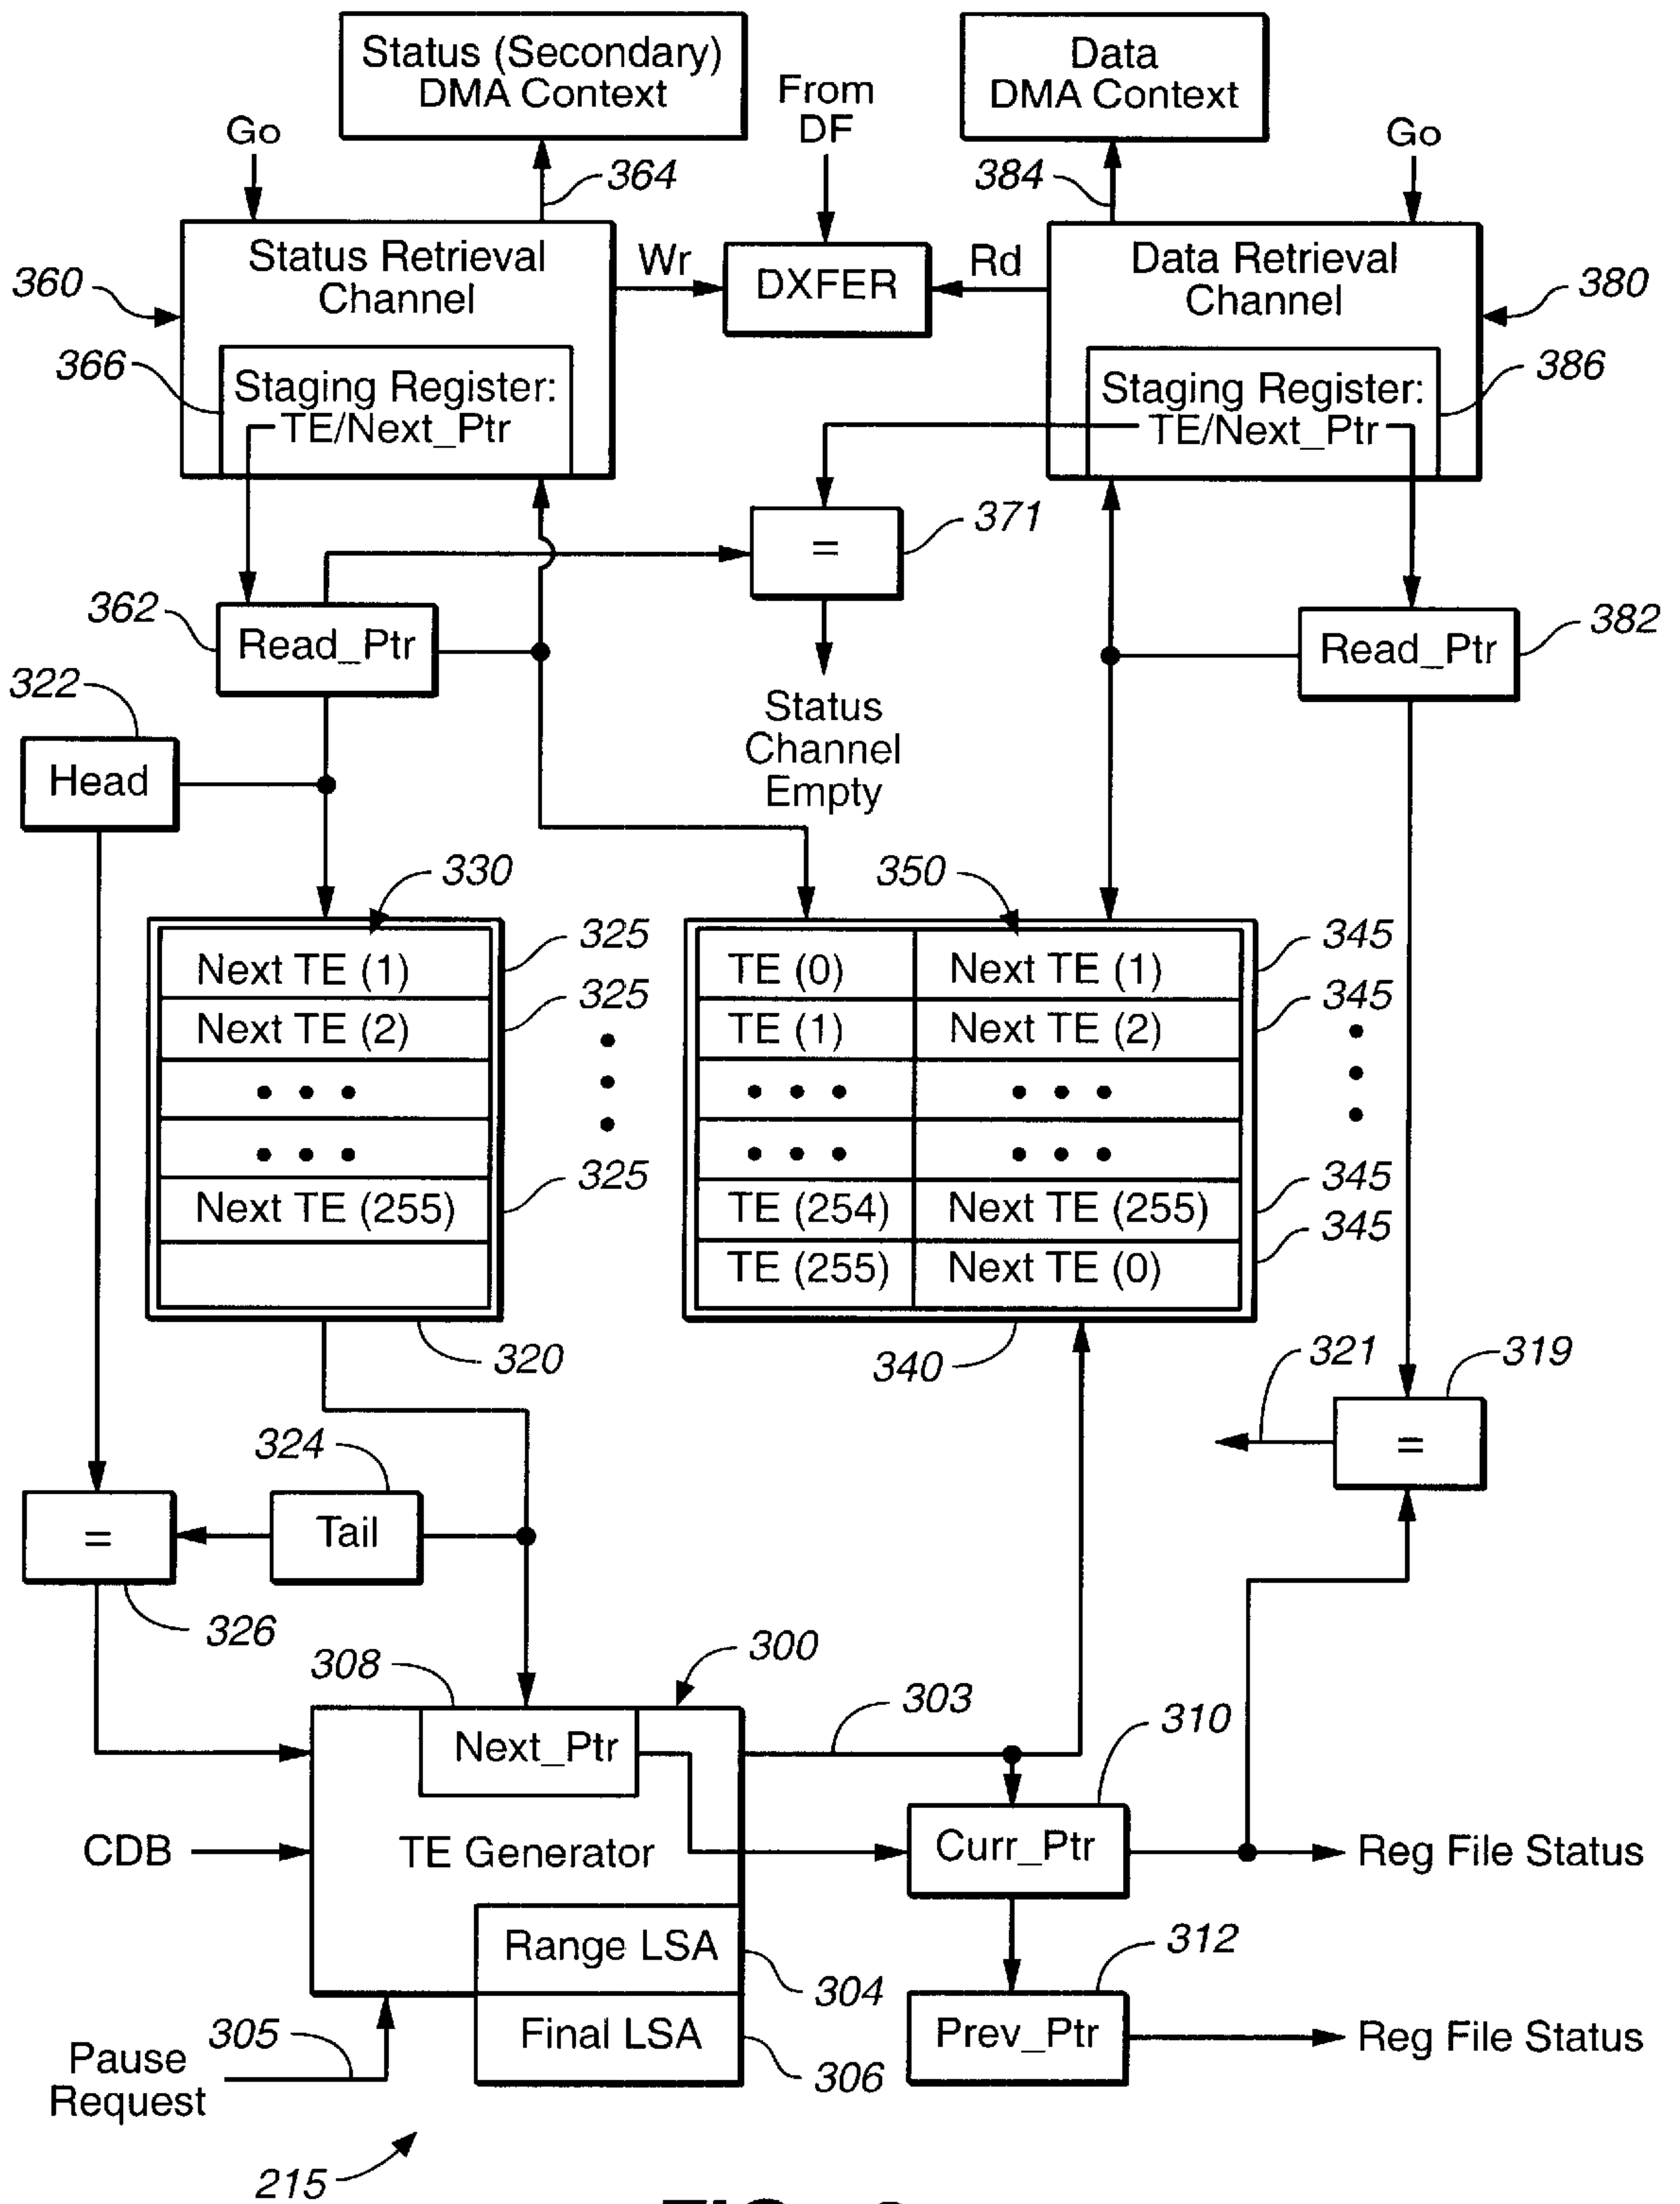 Status (Secondary)
DMA Context
From
DF
Data
DMA Context
Go
364
384
Go
360
Status Retrieval
Channel
Wr
DXFER
Rd
Data Retrieval
Channel
380
366
Staging Register:
TE/Next_Ptr
Staging Register:
TE/Next_Ptr
386
=
371
362
Read_Ptr
Read_Ptr
382
322
Head
Status
Channel
Empty
330
350
Next TE (1)
325
TE (0)
Next TE (1)
345
Next TE (2)
325
TE (1)
Next TE (2)
345
• • •
• • •
• • •
• • •
• • •
• • •
Next TE (255)
325
TE (254)
Next TE (255)
345
TE (255)
Next TE (0)
345
320
340
321
319
=
324
=
Tail
326
308
300
303
310
Next_Ptr
CDB
TE Generator
Curr_Ptr
Reg File Status
Range LSA
304
312
Final LSA
306
Prev_Ptr
Reg File Status
305
Pause
Request
215